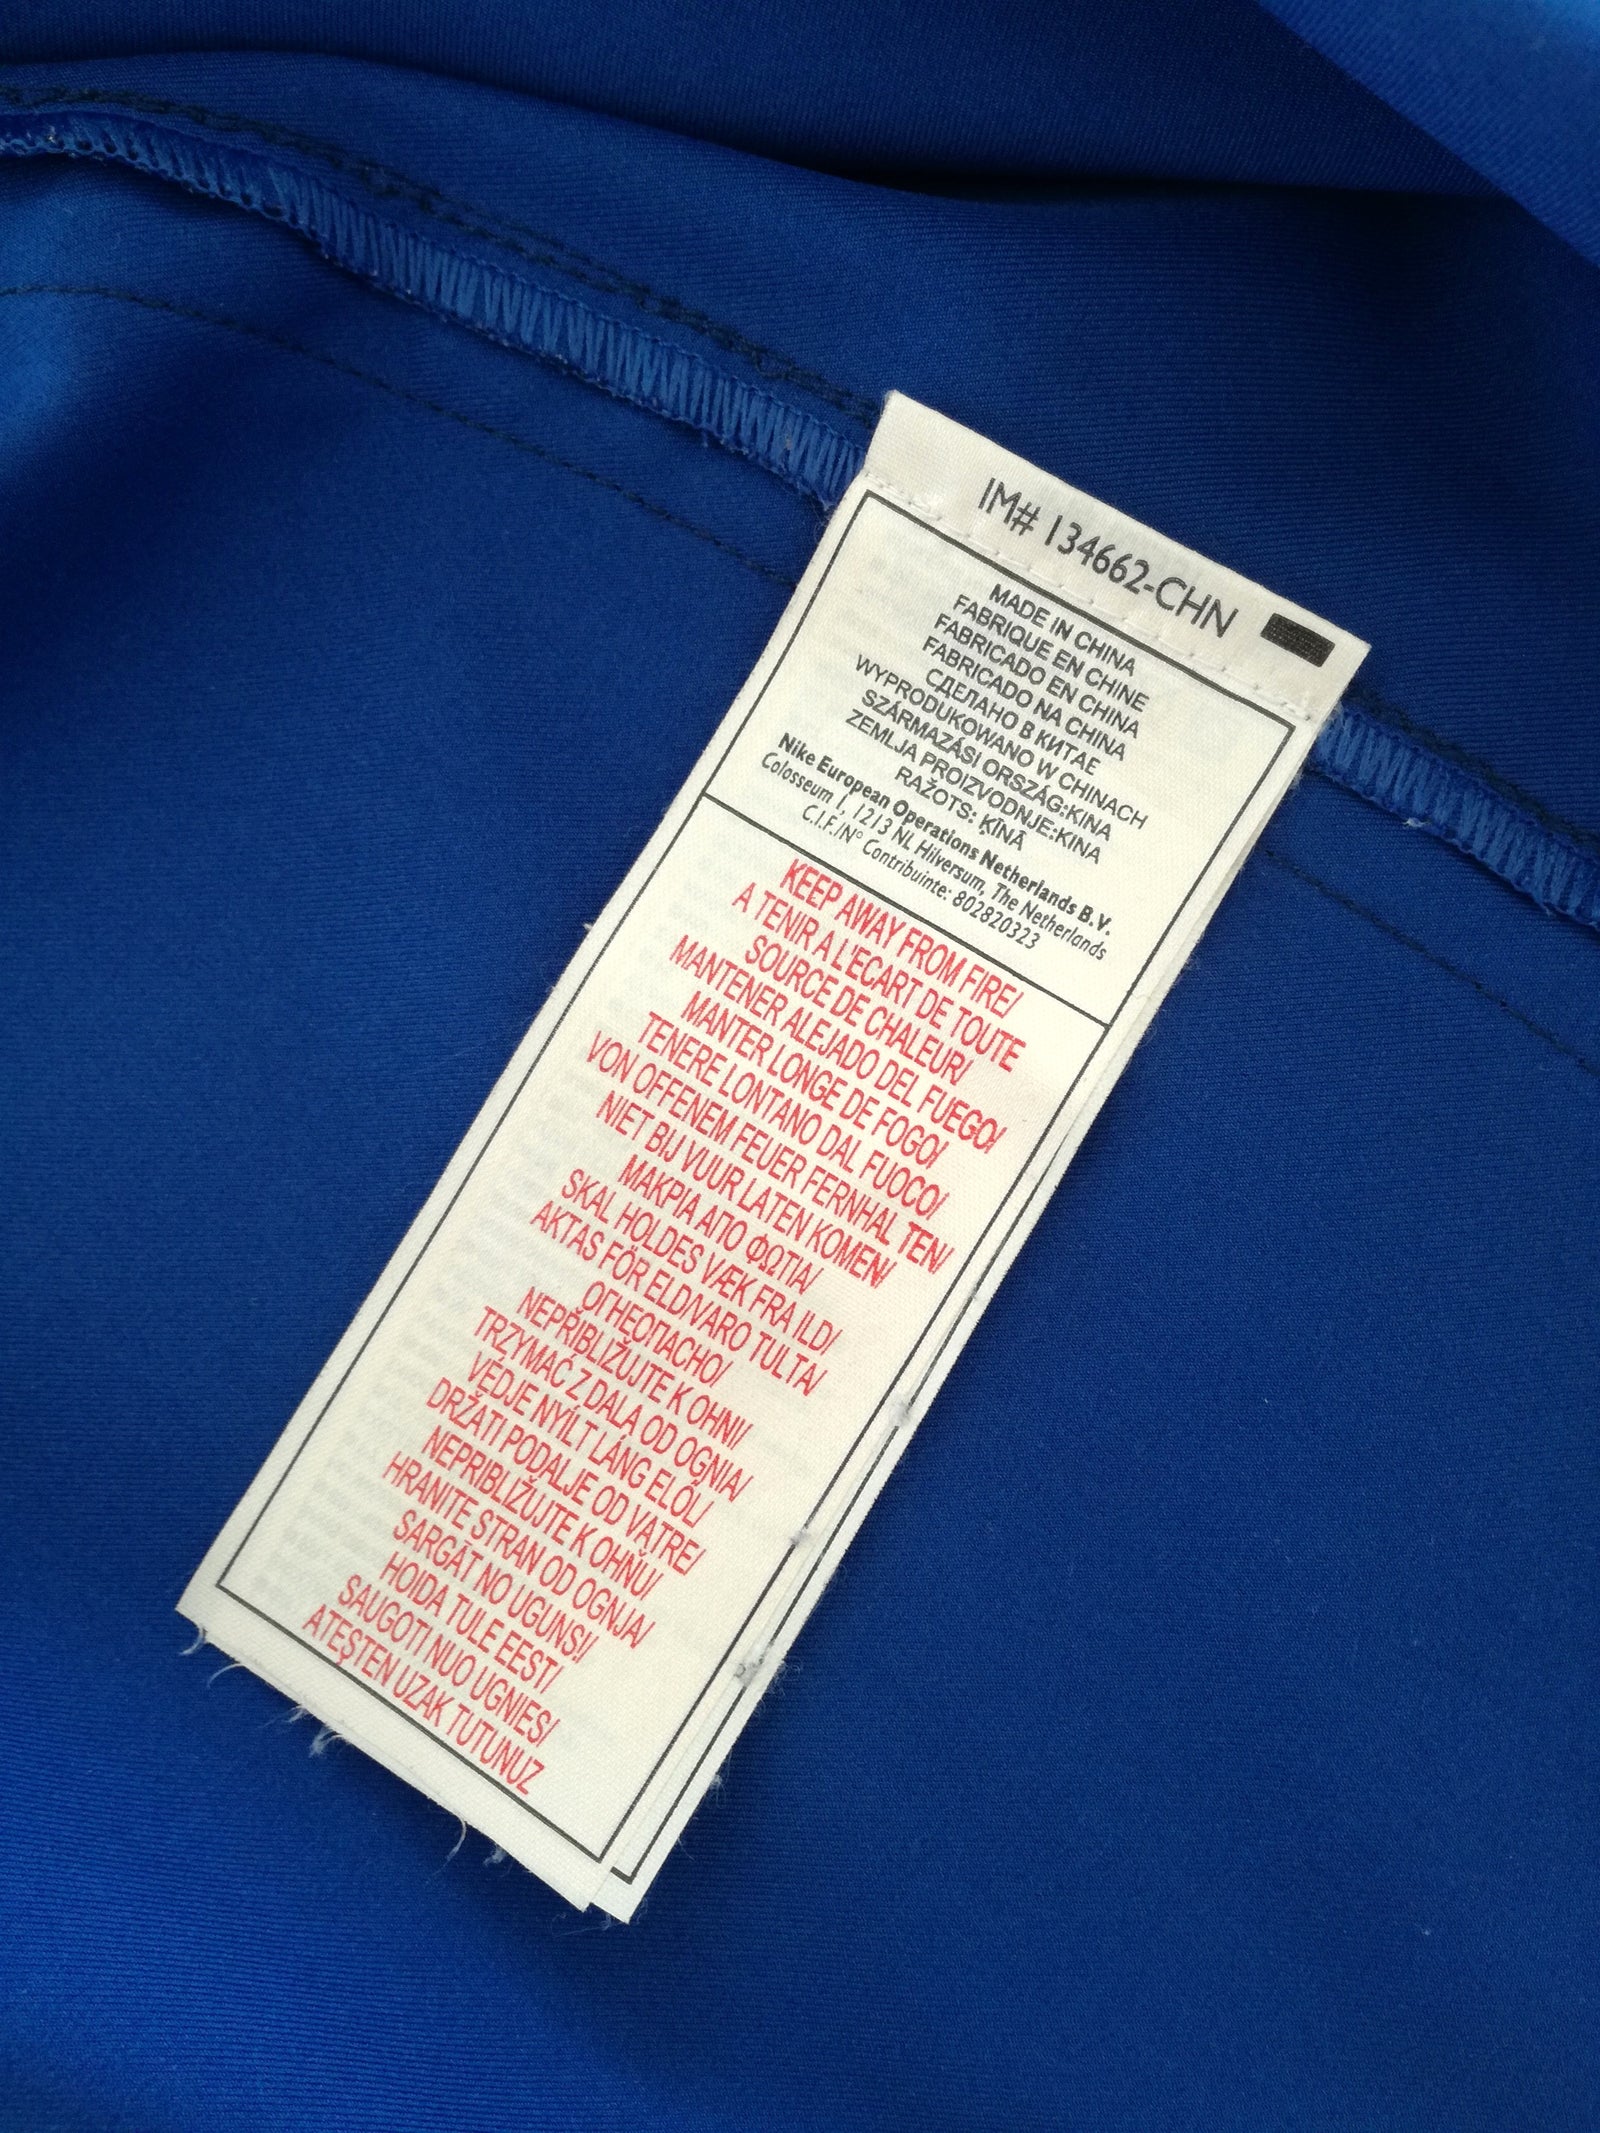 IM# 134662-CHN
MADE IN CHINA
FABRIQUE EN CHINE
FABRICADO EN CHINA
FABRICADO NA CHINA
СДЕЛАНО В КИТАЕ
WYPRODUKOWANO W CHINACH
SZÁRMAZÁSI ORSZÁG:KINA
ZEMLJA PROIZVODNJE:KINA
RAŽOTS: ĶĪNĀ
Nike European Operations Netherlands B.V.
Colosseum 1, 1213 NL Hilversum, The Netherlands
C.I.F./N° Contribuinte: 802820323
KEEP AWAY FROM FIRE/
A TENIR A L'ECART DE TOUTE
SOURCE DE CHALEUR/
MANTENER ALEJADO DEL FUEGO/
MANTER LONGE DE FOGO/
TENERE LONTANO DAL FUOCO/
VON OFFENEM FEUER FERNHAL TEN/
NIET BIJ VUUR LATEN KOMEN/
ΜΑΚΡΙΑ ΑΠΟ ΦΩΤΙΑ/
SKAL HOLDES VÆK FRA ILD/
AKTAS FÖR ELD/VARO TULTA/
ОГНЕОПАСНО/
NEPŘIBLIŽUJTE K OHNI/
TRZYMAĆ Z DALA OD OGNIA/
VÉDJE NYÍLT LÁNG ELŐL/
DRŽATI PODALJE OD VATRE/
NEPRIBLIŽUJTE K OHŇU/
HRANITE STRAN OD OGNJA/
SARGĀT NO UGUNS!/
HOIDA TULE EEST/
SAUGOTI NUO UGNIES/
ATEŞTEN UZAK TUTUNUZ